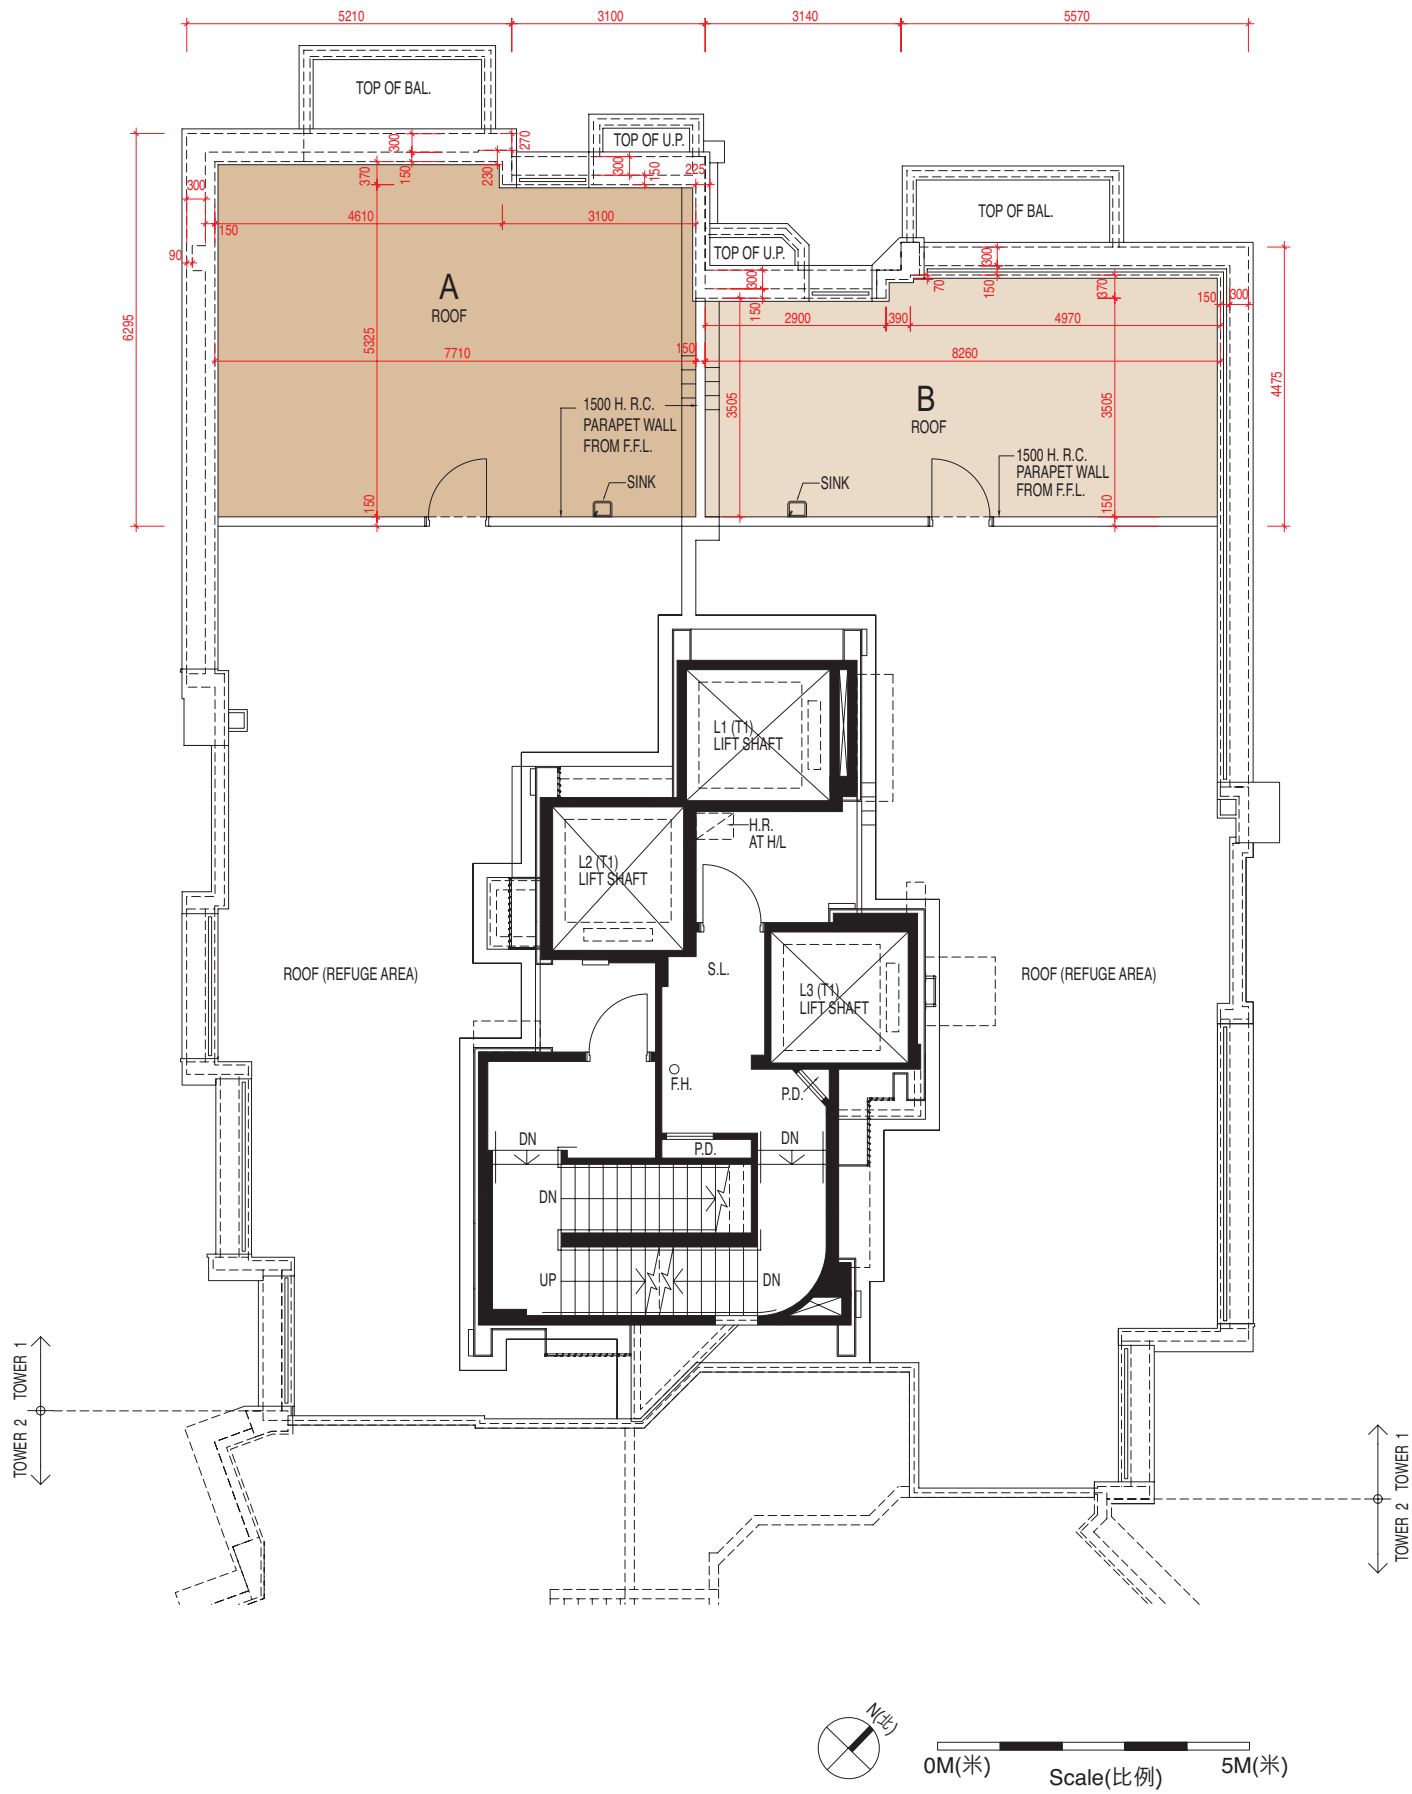 5210
3100
3140
5570
TOP OF BAL.
TOP OF U.P.
300
150
370
230
270
300
150
225
300
4610
3100
150
90
TOP OF U.P.
TOP OF BAL.
300
150
300
150
370
70
150
300
A
ROOF
2900
390
4970
6295
5325
7710
150
8260
4475
3505
3505
B
ROOF
1500 H. R.C.
PARAPET WALL
FROM F.F.L.
1500 H. R.C.
PARAPET WALL
FROM F.F.L.
SINK
SINK
150
150
L1 (T1)
LIFT SHAFT
H.R.
AT H/L
L2 (T1)
LIFT SHAFT
S.L.
ROOF (REFUGE AREA)
ROOF (REFUGE AREA)
L3 (T1)
LIFT SHAFT
F.H.
P.D.
DN
P.D.
DN
DN
UP
DN
TOWER 1
TOWER 2
TOWER 1
TOWER 2
N(北)
0M(米)
5M(米)
Scale(比例)